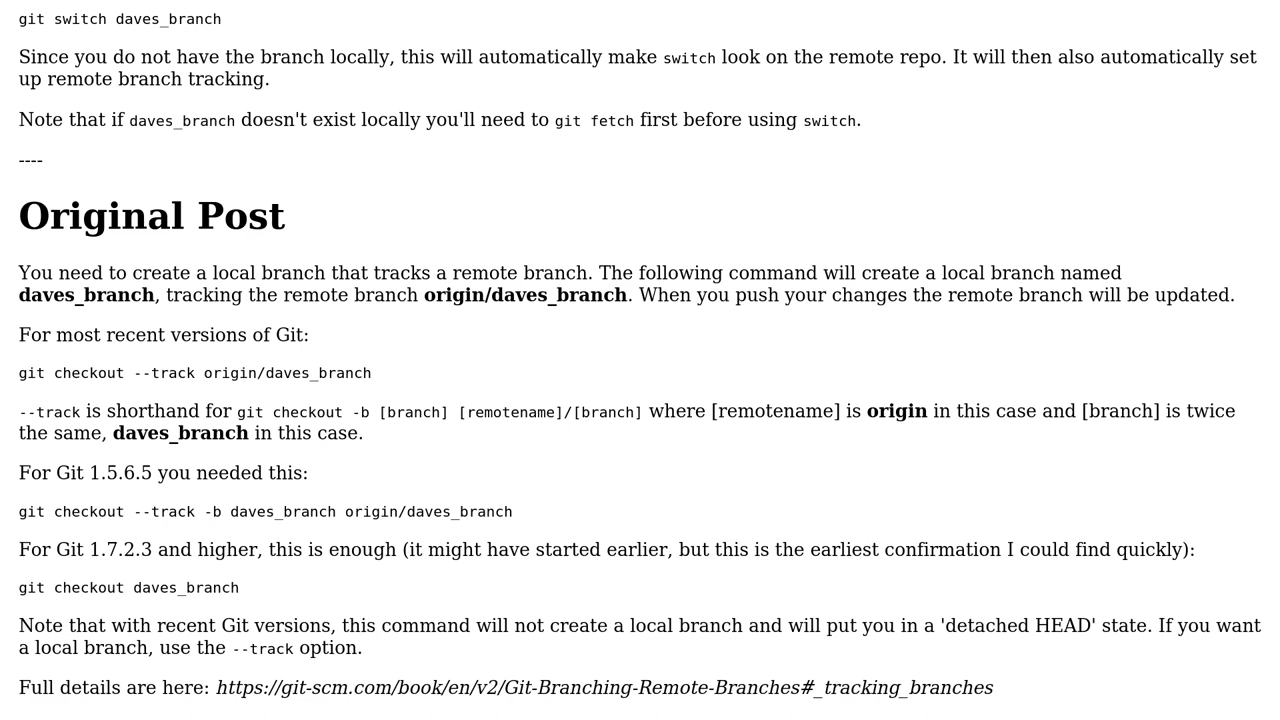 git switch daves_branch
Since you do not have the branch locally, this will automatically make switch look on the remote repo. It will then also automatically set
up remote branch tracking.
Note that if daves_branch doesn't exist locally you'll need to git fetch first before using switch.
----
Original Post
You need to create a local branch that tracks a remote branch. The following command will create a local branch named
daves_branch, tracking the remote branch origin/daves_branch. When you push your changes the remote branch will be updated.
For most recent versions of Git:
git checkout --track origin/daves_branch
--track is shorthand for git checkout -b [branch] [remotename]/[branch] where [remotename] is origin in this case and [branch] is twice
the same, daves_branch in this case.
For Git 1.5.6.5 you needed this:
git checkout --track -b daves_branch origin/daves_branch
For Git 1.7.2.3 and higher, this is enough (it might have started earlier, but this is the earliest confirmation I could find quickly):
git checkout daves_branch
Note that with recent Git versions, this command will not create a local branch and will put you in a 'detached HEAD' state. If you want
a local branch, use the --track option.
Full details are here: https://git-scm.com/book/en/v2/Git-Branching-Remote-Branches#_tracking_branches